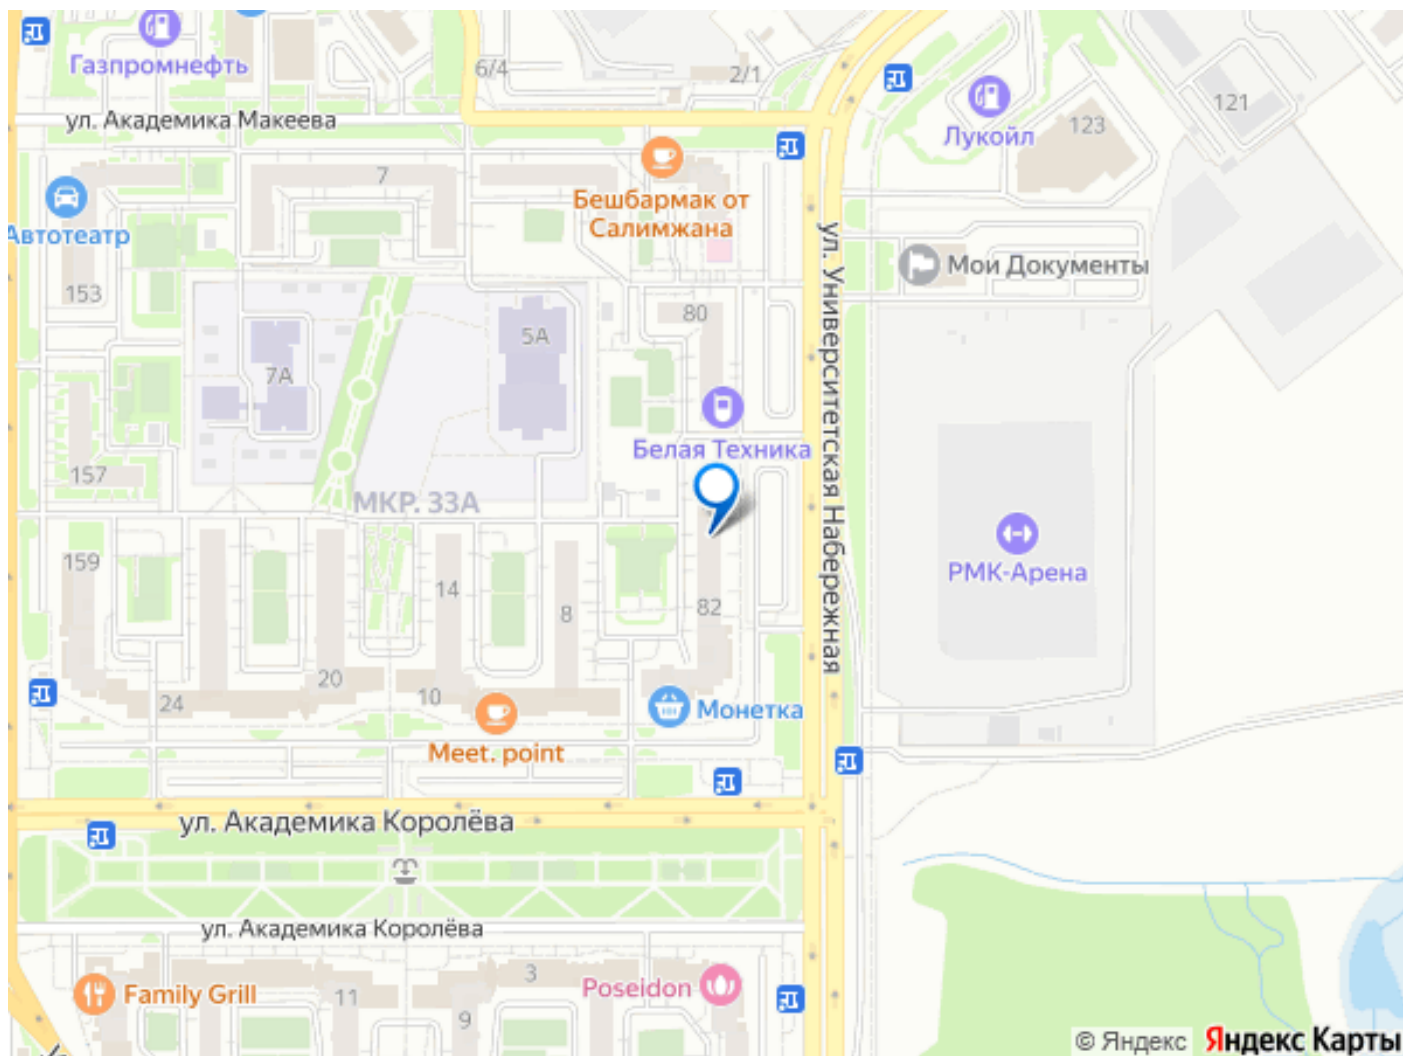 Газпромнефть
6/4
2/1
121
Лукойл
123
ул. Академика Макеева
7
Бешбармак от
Салимжана
Автотеатр
Мои Документы
153
80
5А
7А
ул. Университетская Набережная
Белая Техника
157
МКР. 33А
РМК-Арена
159
14
8
82
20
10
24
Монетка
Meet. point
ул. Академика Королёва
ул. Академика Королёва
3
Poseidon
Family Grill
11
9
© Яндекс Яндекс Карты